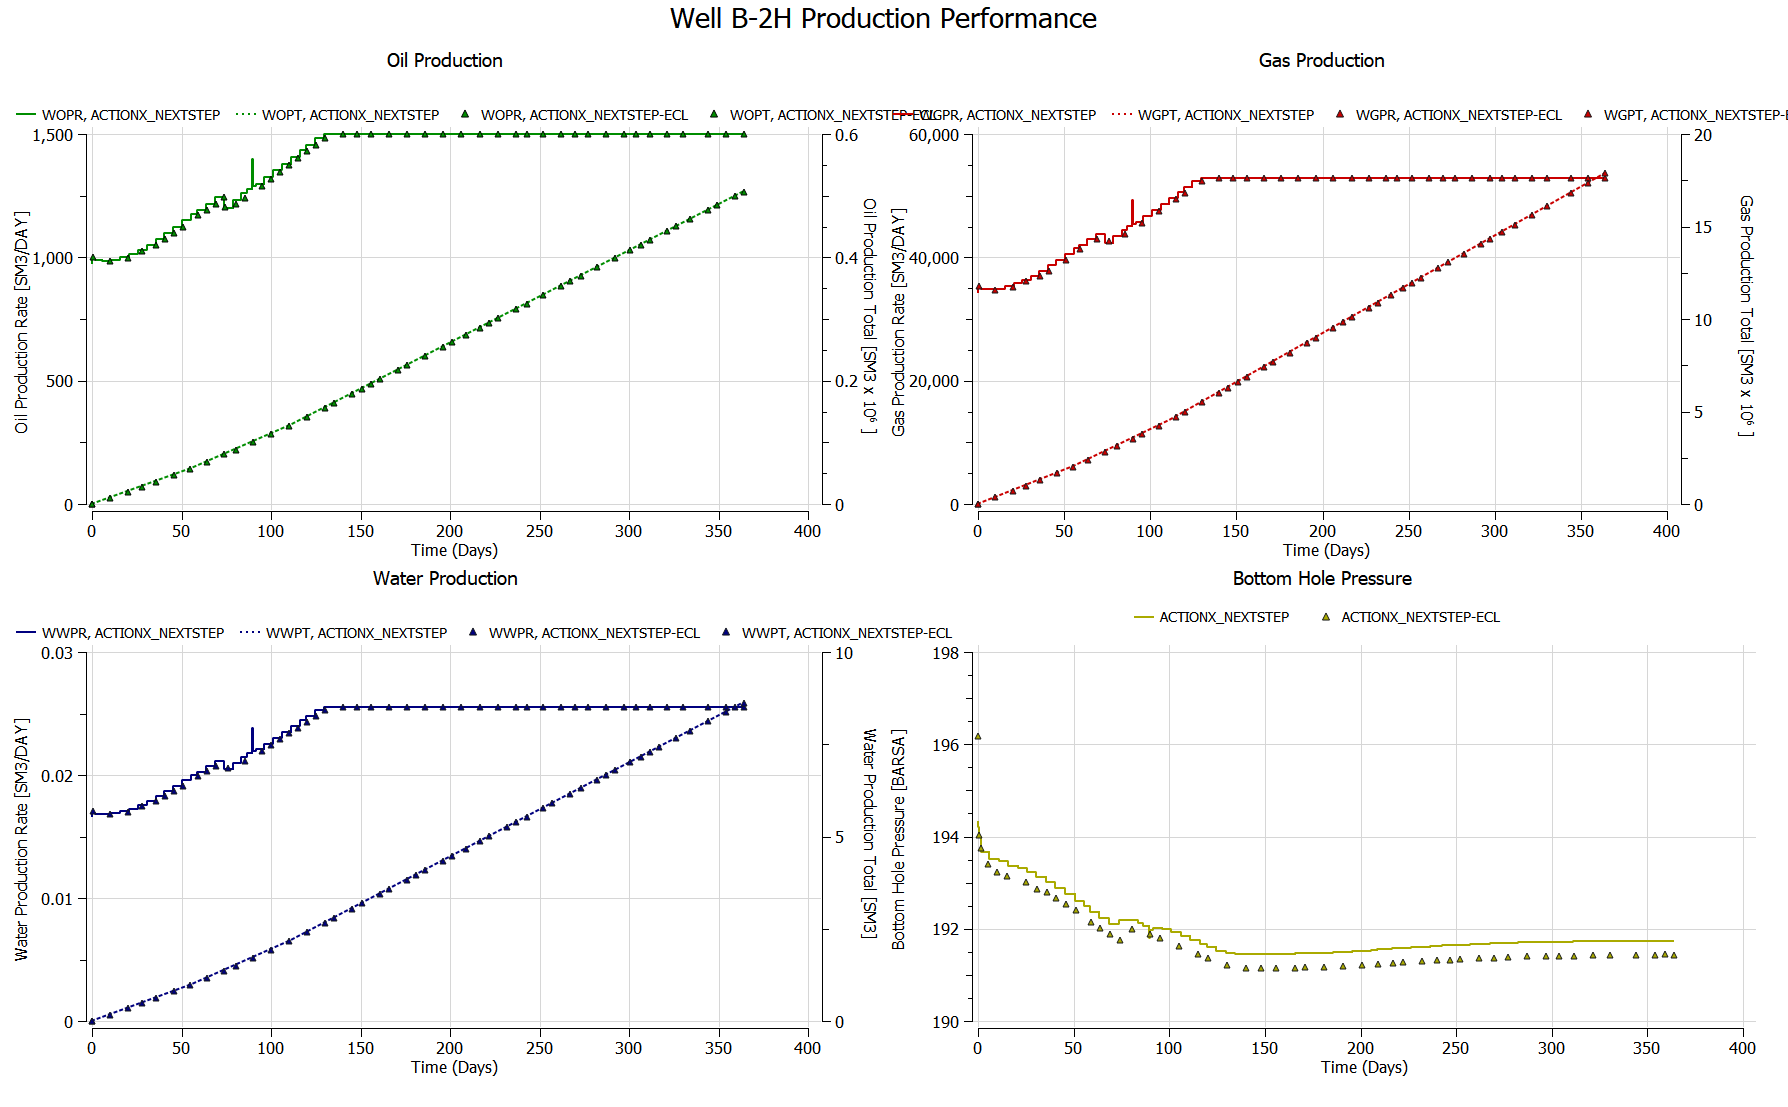 Well B-2H Production Performance
Oil Production
WOPR, ACTIONX_NEXTSTEP WOPT, ACTIONX_NEXTSTEP WOPR, ACTIONX_NEXTSTEP-ECL WOPT, ACTIONX_NEXTSTEP-ECL
1,500
1,000
500
0
0.6
0.4
0.2
0
Oil Production Rate [SM3/DAY]
Oil Production Total [SM3 x 10⁶ ]
0 50 100 150 200 250 300 350 400
Time (Days)
Gas Production
WGPR, ACTIONX_NEXTSTEP WGPT, ACTIONX_NEXTSTEP WGPR, ACTIONX_NEXTSTEP-ECL WGPT, ACTIONX_NEXTSTEP-E
60,000
40,000
20,000
0
20
15
10
5
0
Gas Production Rate [SM3/DAY]
Gas Production Total [SM3 x 10⁶ ]
0 50 100 150 200 250 300 350 400
Time (Days)
Water Production
WWPR, ACTIONX_NEXTSTEP WWPT, ACTIONX_NEXTSTEP WWPR, ACTIONX_NEXTSTEP-ECL WWPT, ACTIONX_NEXTSTEP-ECL
0.03
0.02
0.01
0
10
5
0
Water Production Rate [SM3/DAY]
Water Production Total [SM3]
0 50 100 150 200 250 300 350 400
Time (Days)
Bottom Hole Pressure
ACTIONX_NEXTSTEP ACTIONX_NEXTSTEP-ECL
198
196
194
192
190
Bottom Hole Pressure [BARSA]
0 50 100 150 200 250 300 350 400
Time (Days)